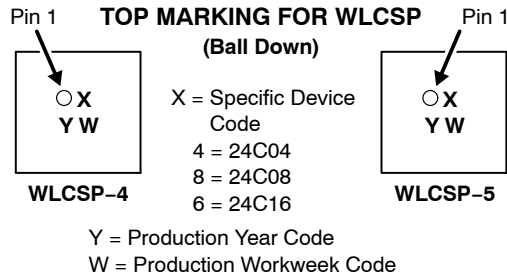 Pin 1
TOP MARKING FOR WLCSP
Pin 1
(Ball Down)
X
Y W
X = Specific Device
Code
4 = 24C04
8 = 24C08
6 = 24C16
X
Y W
WLCSP−4
WLCSP−5
Y = Production Year Code
W = Production Workweek Code